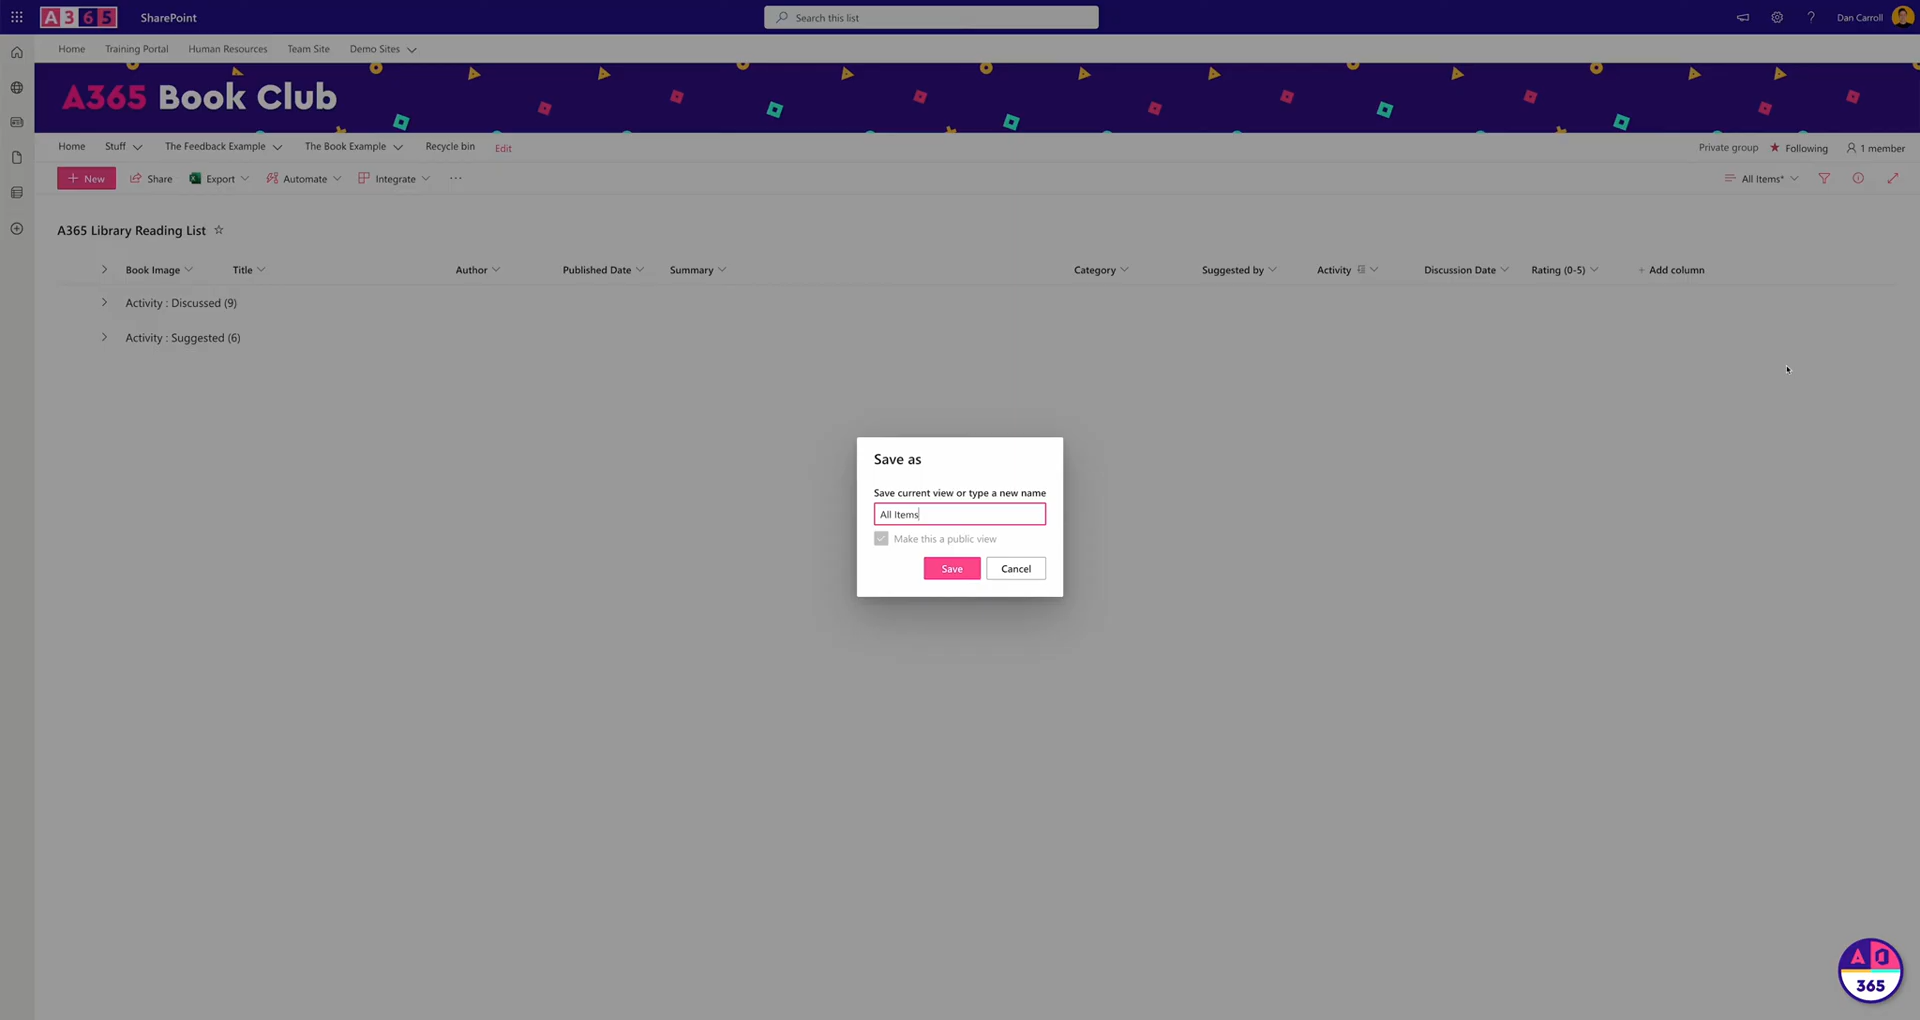 A365 SharePoint Search this list Dan Carroll
Home Training Portal Human Resources Team Site Demo Sites
A365 Book Club
Home Stuff The Feedback Example The Book Example Recycle bin Edit Private group Following 1 member
New Share Export Automate Integrate ··· All Items*
A365 Library Reading List
Book Image Title Author Published Date Summary Category Suggested by Activity Discussion Date Rating (0-5) + Add column
Activity : Discussed (9)
Activity : Suggested (6)
Save as
Save current view or type a new name
All Items
Make this a public view
Save Cancel
A
365